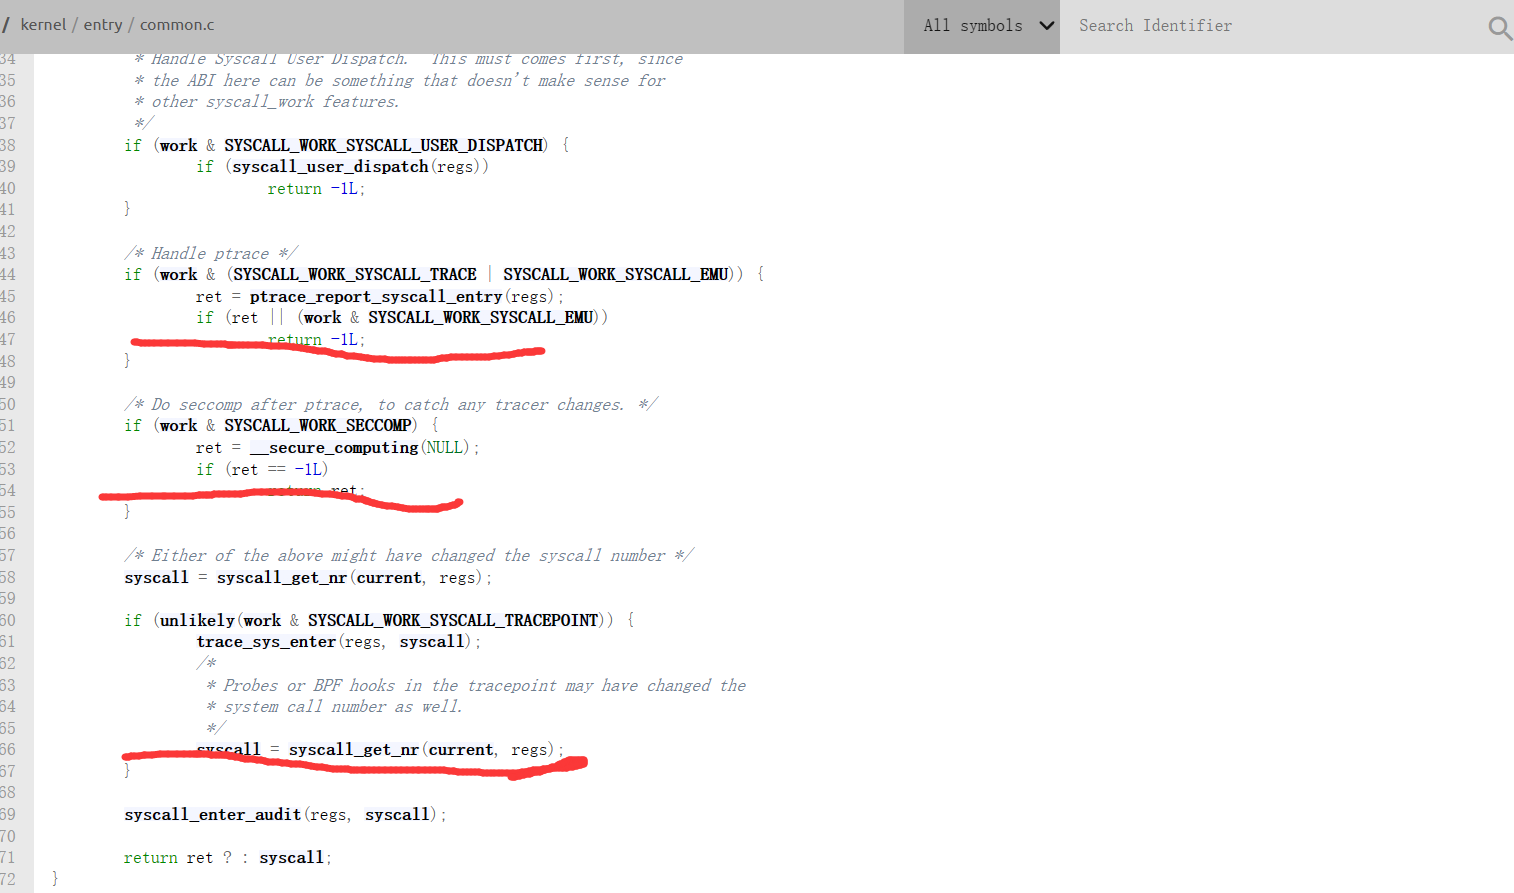 / kernel / entry / common.c
All symbols
Search Identifier
34 * Handle Syscall User Dispatch.  This must comes first, since
35 * the ABI here can be something that doesn't make sense for
36 * other syscall_work features.
37 */
38 if (work & SYSCALL_WORK_SYSCALL_USER_DISPATCH) {
39 if (syscall_user_dispatch(regs))
40 return -1L;
41 }
42
43 /* Handle ptrace */
44 if (work & (SYSCALL_WORK_SYSCALL_TRACE | SYSCALL_WORK_SYSCALL_EMU)) {
45 ret = ptrace_report_syscall_entry(regs);
46 if (ret || (work & SYSCALL_WORK_SYSCALL_EMU))
47 return -1L;
48 }
49
50 /* Do seccomp after ptrace, to catch any tracer changes. */
51 if (work & SYSCALL_WORK_SECCOMP) {
52 ret = __secure_computing(NULL);
53 if (ret == -1L)
54 return ret;
55 }
56
57 /* Either of the above might have changed the syscall number */
58 syscall = syscall_get_nr(current, regs);
59
60 if (unlikely(work & SYSCALL_WORK_SYSCALL_TRACEPOINT)) {
61 trace_sys_enter(regs, syscall);
62 /*
63 * Probes or BPF hooks in the tracepoint may have changed the
64 * system call number as well.
65 */
66 syscall = syscall_get_nr(current, regs);
67 }
68
69 syscall_enter_audit(regs, syscall);
70
71 return ret ? : syscall;
72 }